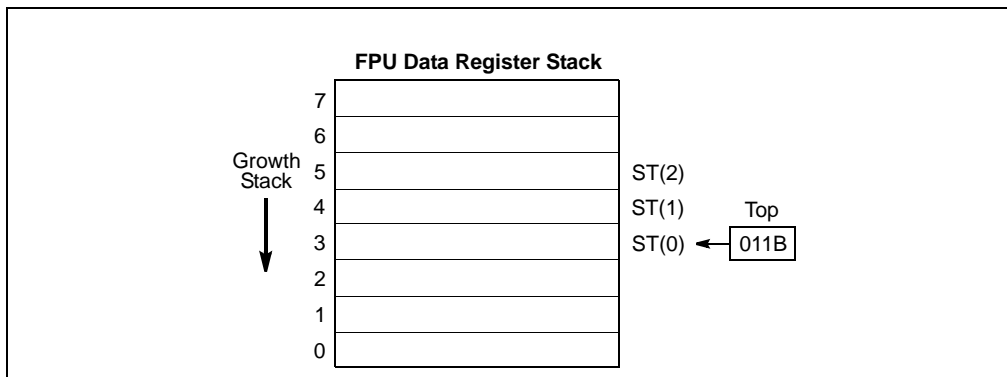 FPU Data Register Stack
7
6
Growth Stack
5
ST(2)
4
ST(1)
Top
3
ST(0)
011B
2
1
0